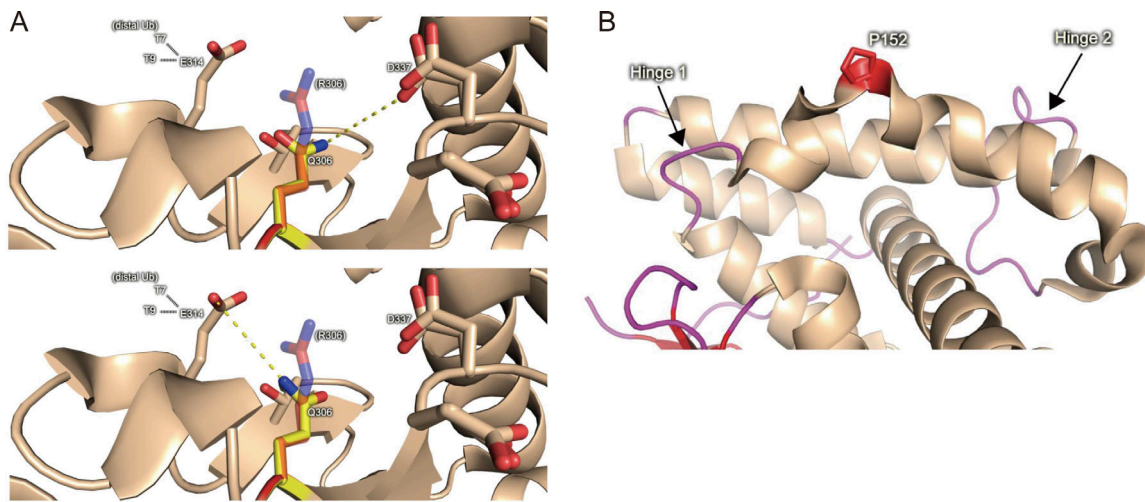 A
(distal Ub)
T7
T9
E314
(R306)
D337
Q306
(distal Ub)
T7
T9
E314
(R306)
D337
Q306
B
P152
Hinge 1
Hinge 2